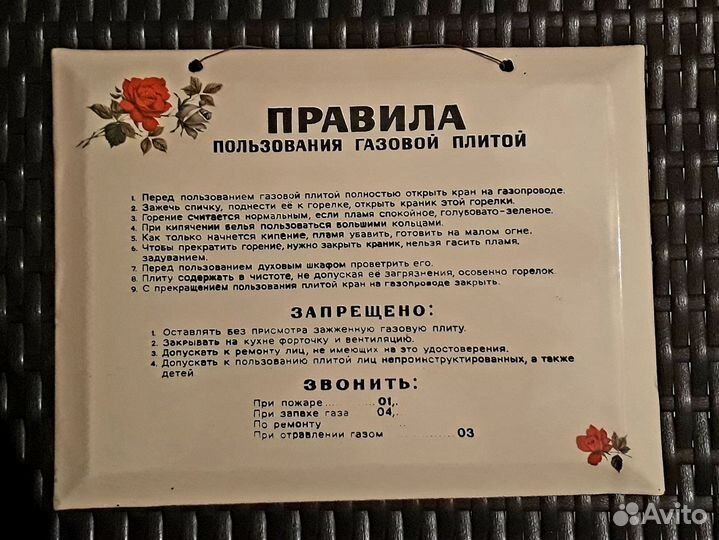 ПРАВИЛА
ПОЛЬЗОВАНИЯ ГАЗОВОЙ ПЛИТОЙ
1. Перед пользованием газовой плитой полностью открыть кран на газопроводе.
2. Зажечь спичку, поднести её к горелке, открыть краник этой горелки.
3. Горение считается нормальным, если пламя спокойное, голубовато-зеленое.
4. При кипячении белья пользоваться большими кольцами.
5. Как только начнется кипение, пламя убавить, готовить на малом огне.
6. Чтобы прекратить горение, нужно закрыть краник, нельзя гасить пламя.
задуванием.
7. Перед пользованием духовым шкафом проветрить его.
8. Плиту содержать в чистоте, не допуская её загрязнения, особенно горелок.
9. С прекращением пользования плитой кран на газопроводе закрыть.
ЗАПРЕЩЕНО:
1. Оставлять без присмотра зажженную газовую плиту.
2. Закрывать на кухне форточку и вентиляцию.
3. Допускать к ремонту лиц, не имеющих на это удостоверения.
4. Допускать к пользованию плитой лиц непроинструктированных, а также
детей.
ЗВОНИТЬ:
При пожаре..... 01,.
При запахе газа 04,.
По ремонту
При отравлении газом ............ 03
Avito